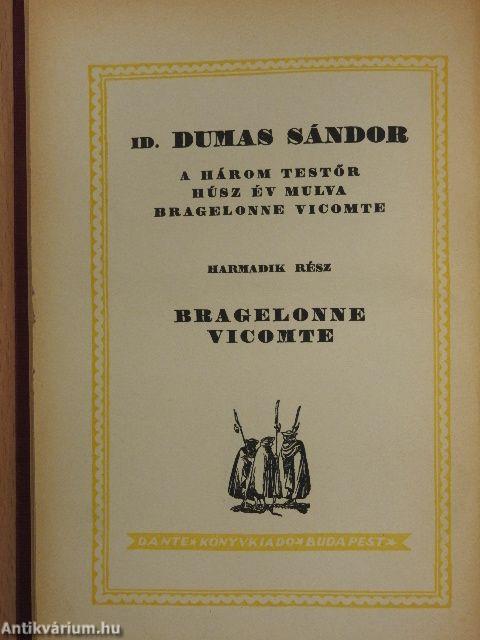 ID. DUMAS SÁNDOR
A HÁROM TESTŐR
HÚSZ ÉV MULVA
BRAGELONNE VICOMTE
HARMADIK RÉSZ
BRAGELONNE
VICOMTE
DANTE KÖNYVKIADÓ BUDAPEST
Antikvárium.hu